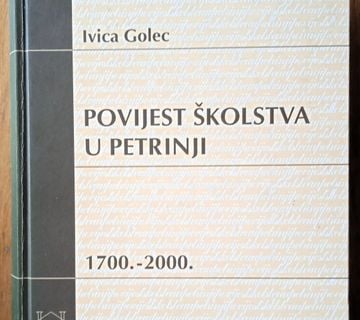 Ivica Golec
POVIJEST ŠKOLSTVA
U PETRINJI
1700.-2000.